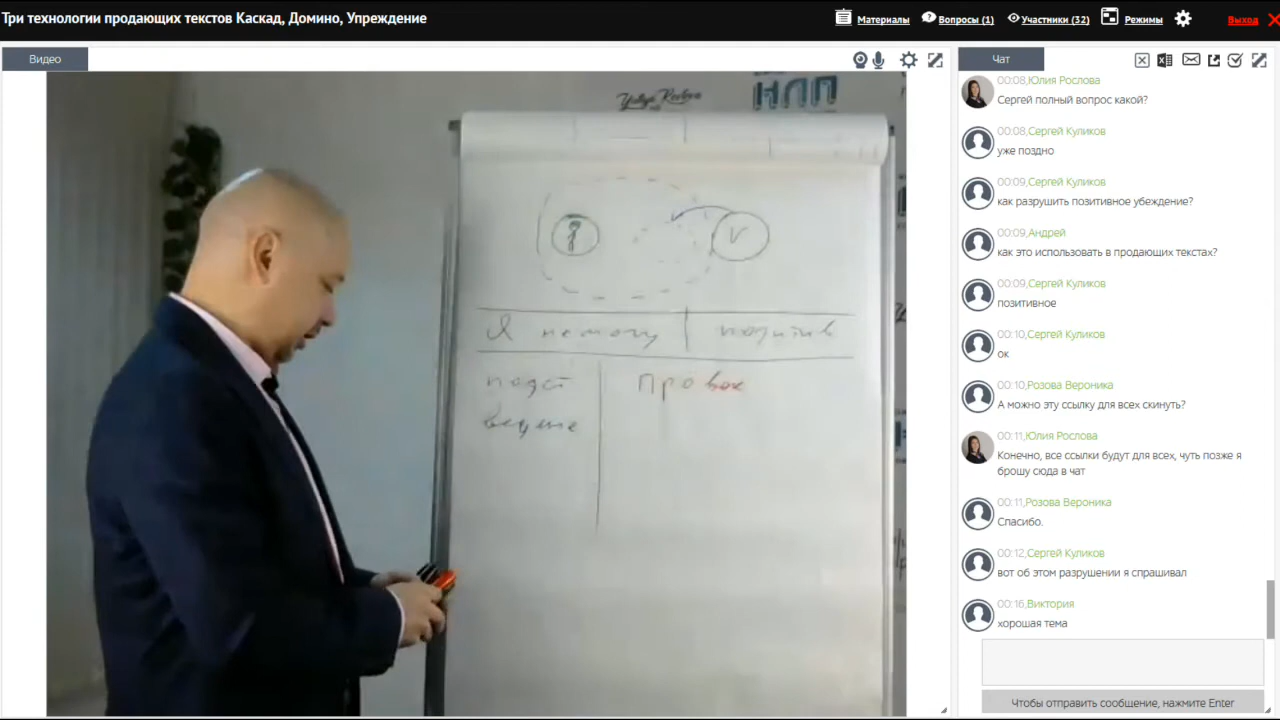 Три технологии продающих текстов Каскад, Домино, Упреждение
Материалы
Вопросы (1)
Участники (32)
Режимы
Выход
Видео
Чат
НЛП
Я не могу
позитив
подст
ведение
Провок
00:08,Юлия Рослова
Сергей полный вопрос какой?
00:08,Сергей Куликов
уже поздно
00:09,Сергей Куликов
как разрушить позитивное убеждение?
00:09,Андрей
как это использовать в продающих текстах?
00:09,Сергей Куликов
позитивное
00:10,Сергей Куликов
ок
00:10,Розова Вероника
А можно эту ссылку для всех скинуть?
00:11,Юлия Рослова
Конечно, все ссылки будут для всех, чуть позже я
брошу сюда в чат
00:11,Розова Вероника
Спасибо.
00:12,Сергей Куликов
вот об этом разрушении я спрашивал
00:16,Виктория
хорошая тема
Чтобы отправить сообщение, нажмите Enter